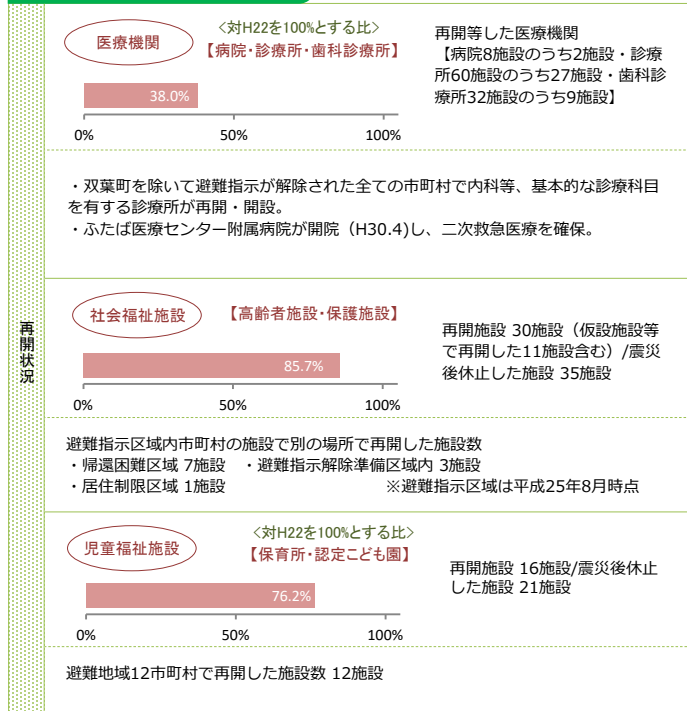 再開状況
医療機関
<対H22を100%とする比>
【病院・診療所・歯科診療所】
38.0%
0% 50% 100%
再開等した医療機関
【病院8施設のうち2施設・診療
所60施設のうち27施設・歯科診
療所32施設のうち9施設】
・双葉町を除いて避難指示が解除された全ての市町村で内科等、基本的な診療科目
を有する診療所が再開・開設。
・ふたば医療センター附属病院が開院（H30.4)し、二次救急医療を確保。
社会福祉施設
【高齢者施設・保護施設】
85.7%
0% 50% 100%
再開施設 30施設（仮設施設等
で再開した11施設含む）/震災
後休止した施設 35施設
避難指示区域内市町村の施設で別の場所で再開した施設数
・帰還困難区域 7施設 ・避難指示解除準備区域内 3施設
・居住制限区域 1施設 ※避難指示区域は平成25年8月時点
児童福祉施設
<対H22を100%とする比>
【保育所・認定こども園】
76.2%
0% 50% 100%
再開施設 16施設/震災後休止
した施設 21施設
避難地域12市町村で再開した施設数 12施設